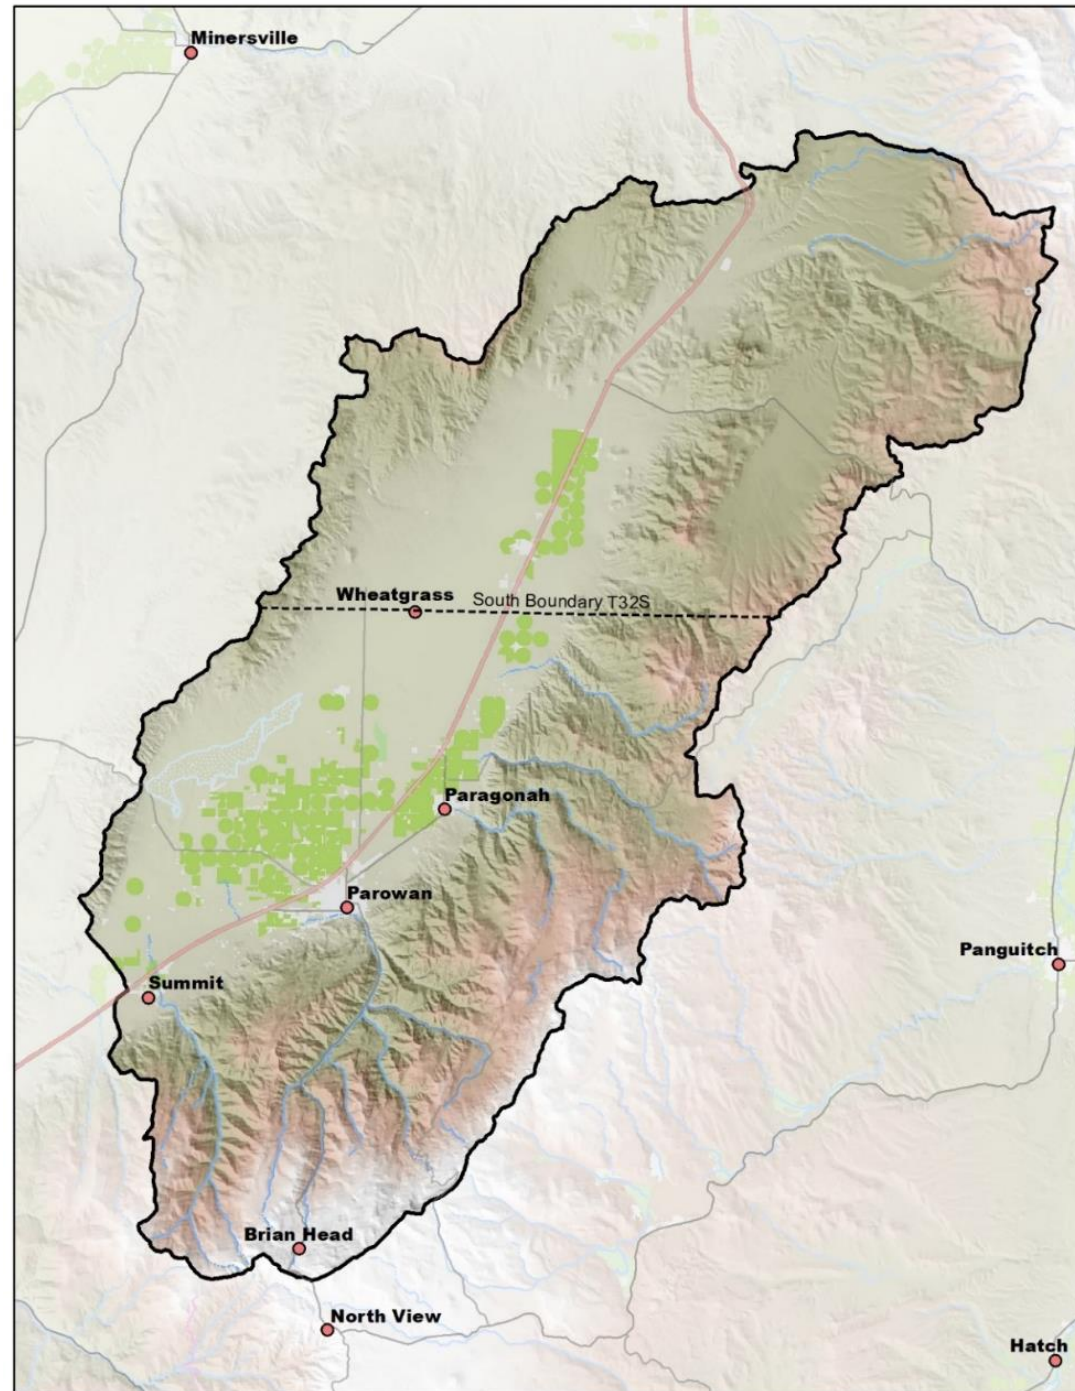 Minersville
Wheatgrass
South Boundary T32S
Paragonah
Parowan
Panguitch
Summit
Brian Head
North View
Hatch